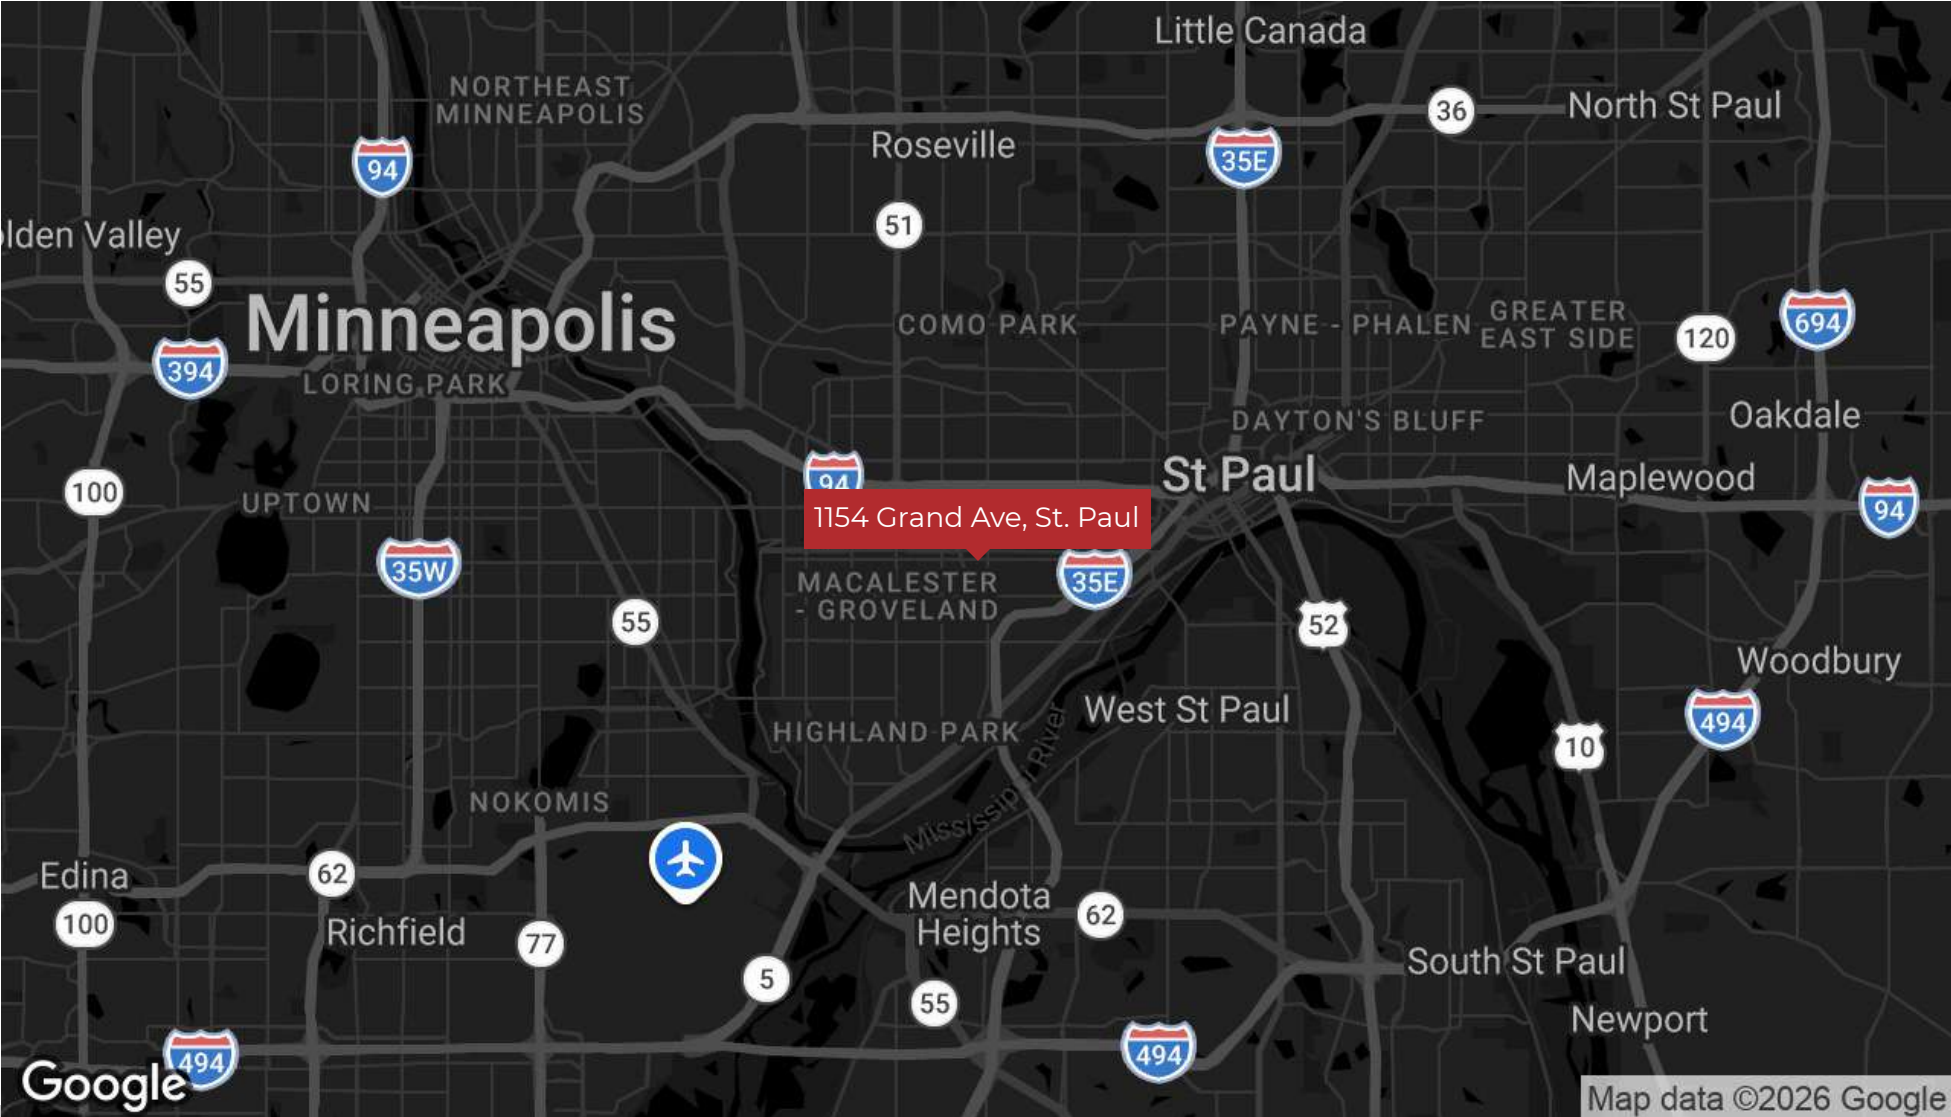 Little Canada
NORTHEAST
MINNEAPOLIS
36
North St Paul
Roseville
94
35E
51
lden Valley
55
Minneapolis
COMO PARK
PAYNE - PHALEN
GREATER
EAST SIDE
120
694
394
LORING PARK
DAYTON'S BLUFF
Oakdale
94
St Paul
Maplewood
100
UPTOWN
94
1154 Grand Ave, St. Paul
35W
MACALESTER
- GROVELAND
35E
55
52
Woodbury
West St Paul
494
HIGHLAND PARK
10
Mississippi River
NOKOMIS
Edina
62
Mendota
Heights
62
100
Richfield
77
5
55
South St Paul
Newport
494
494
Google
Map data ©2026 Google